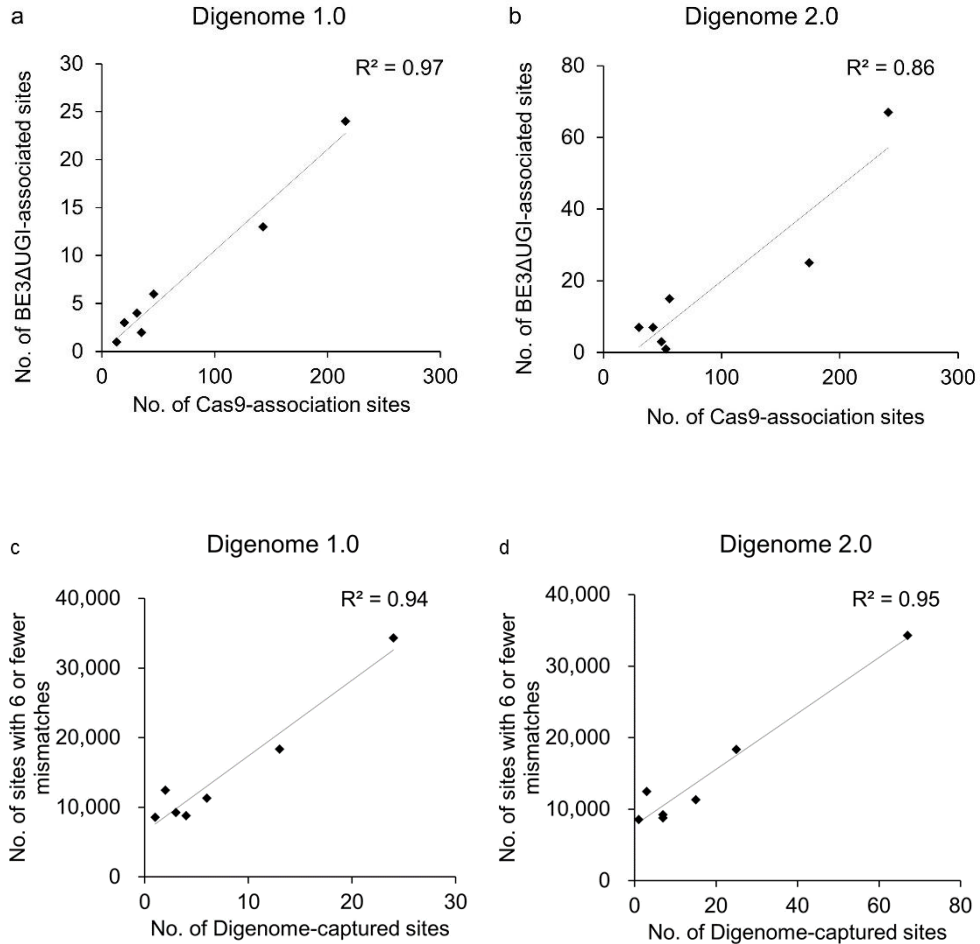 a
Digenome 1.0
R² = 0.97
No. of BE3ΔUGI-associated sites
30
25
20
15
10
5
0
0 100 200 300
No. of Cas9-association sites
b
Digenome 2.0
R² = 0.86
No. of BE3ΔUGI-associated sites
80
60
40
20
0
0 100 200 300
No. of Cas9-association sites
c
Digenome 1.0
R² = 0.94
No. of sites with 6 or fewer
mismatches
40,000
30,000
20,000
10,000
0
0 10 20 30
No. of Digenome-captured sites
d
Digenome 2.0
R² = 0.95
No. of sites with 6 or fewer
mismatches
40,000
30,000
20,000
10,000
0
0 20 40 60 80
No. of Digenome-captured sites